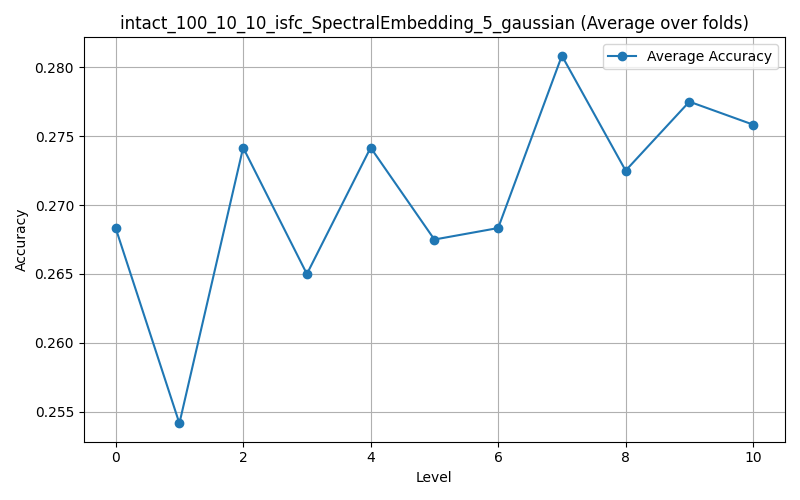 intact_100_10_10_isfc_SpectralEmbedding_5_gaussian (Average over folds)
Average Accuracy
0.280
0.275
0.270
0.265
0.260
0.255
Accuracy
0 2 4 6 8 10
Level